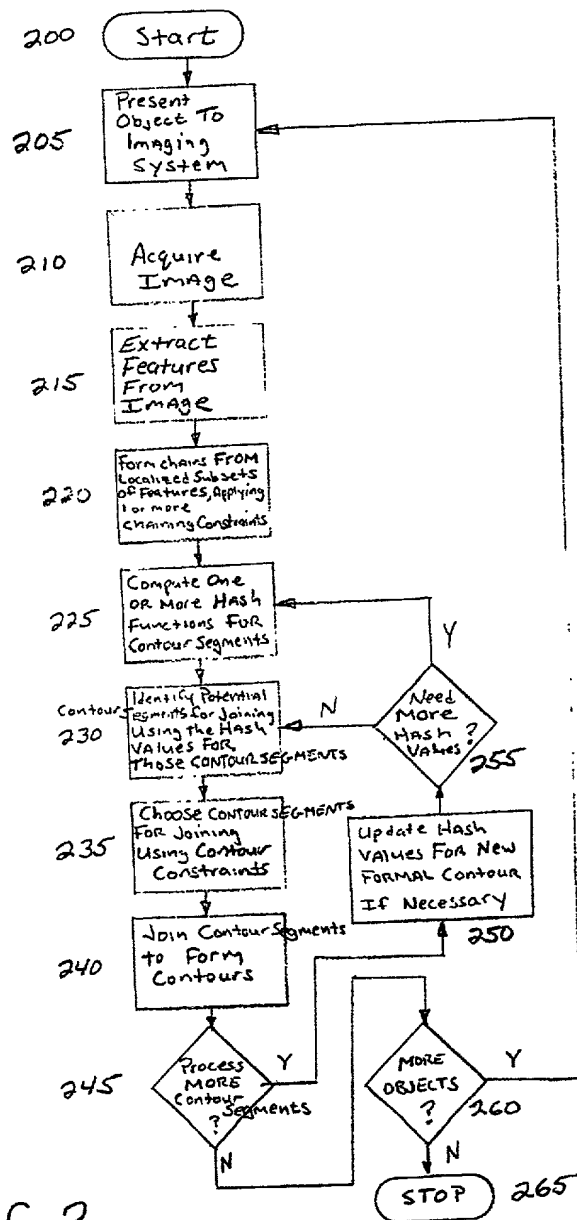 200
Start
205
Present
Object To
Imaging
System
210
Acquire
Image
215
Extract
Features
From
Image
220
Form chains From
Localized Subsets
of Features, Applying
1 or more
Chaining Constraints
225
Compute One
OR More Hash
Functions For
Contour Segments
Y
Contour
230
Identify Potential
Segments for Joining
Using the Hash
Values For
Those CONTOUR SEGMENTS
N
Need
More
Hash
Values?
255
235
Choose CONTOUR SEGMENTS
For Joining
Using Contour
Constraints
Update Hash
Values For New
Formal Contour
If Necessary
250
240
Join Contour Segments
to Form
Contours
245
Process
MORE
Contour
Segments
?
Y
N
MORE
OBJECTS
?
260
Y
N
STOP
265